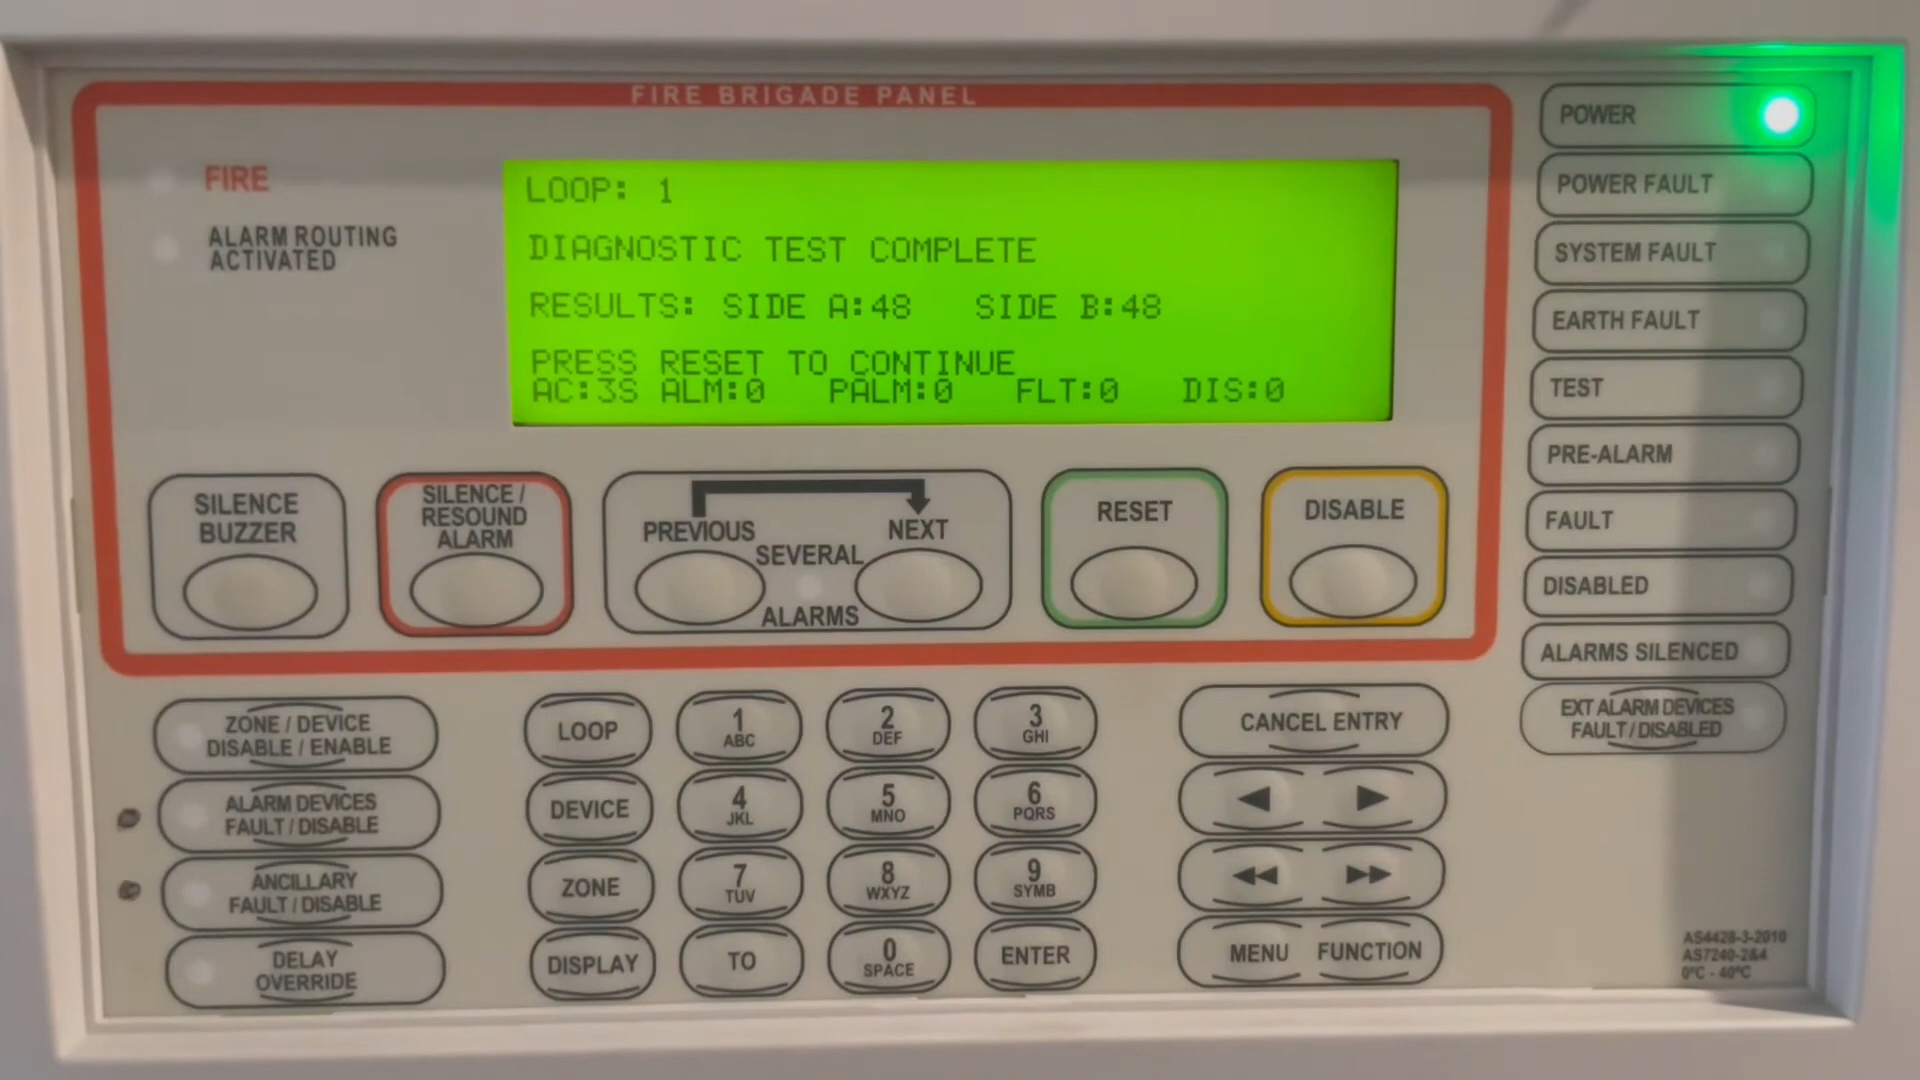 FIRE BRIGADE PANEL
FIRE
ALARM ROUTING
ACTIVATED
LOOP: 1
DIAGNOSTIC TEST COMPLETE
RESULTS: SIDE A:48 SIDE B:48
PRESS RESET TO CONTINUE
AC:3S ALM:0 PALM:0 FLT:0 DIS:0
SILENCE
BUZZER
SILENCE /
RESOUND
ALARM
PREVIOUS
NEXT
SEVERAL
ALARMS
RESET
DISABLE
POWER
POWER FAULT
SYSTEM FAULT
EARTH FAULT
TEST
PRE-ALARM
FAULT
DISABLED
ALARMS SILENCED
EXT ALARM DEVICES
FAULT / DISABLED
ZONE / DEVICE
DISABLE / ENABLE
ALARM DEVICES
FAULT / DISABLE
ANCILLARY
FAULT / DISABLE
DELAY
OVERRIDE
LOOP
1
ABC
2
DEF
3
GHI
DEVICE
4
JKL
5
MNO
6
PQRS
ZONE
7
TUV
8
WXYZ
9
SYMB
DISPLAY
TO
0
SPACE
ENTER
CANCEL ENTRY
MENU FUNCTION
AS4428-3-2010
AS7240-2&4
0ºC - 40ºC